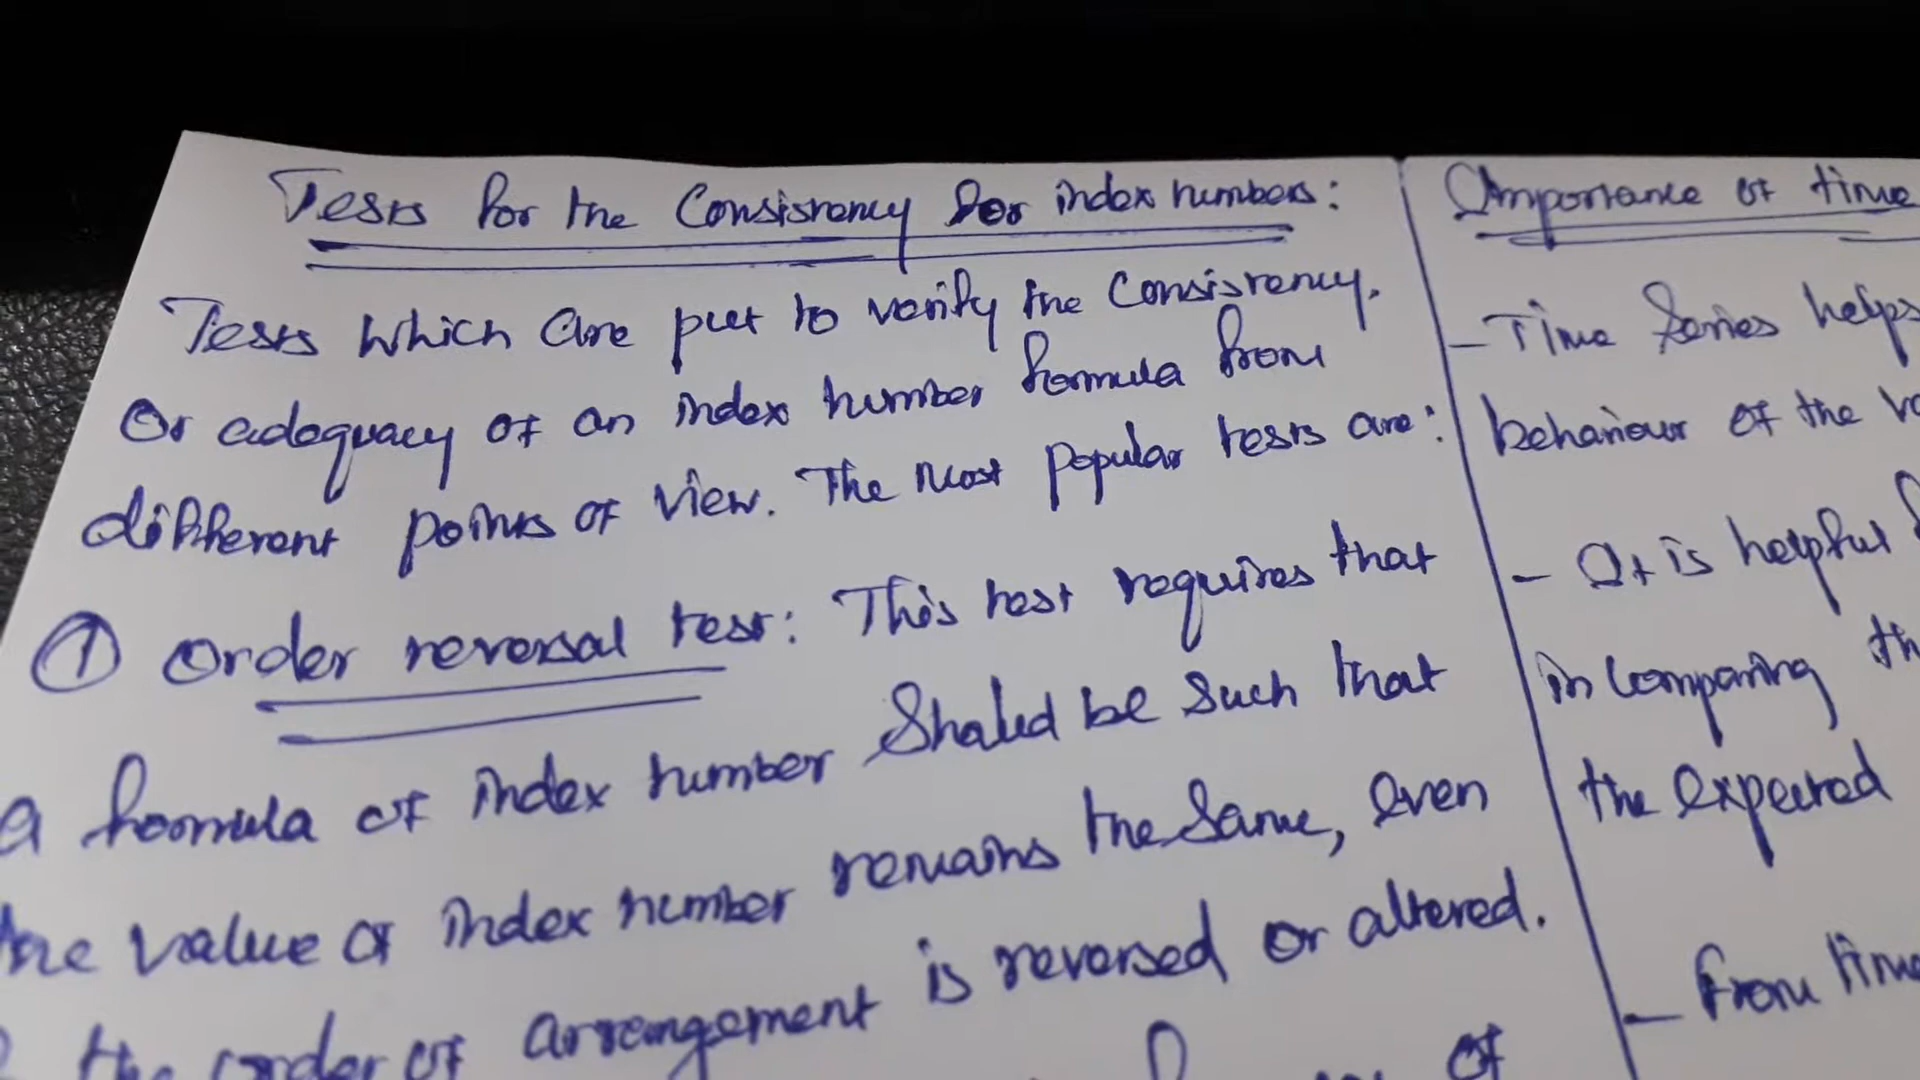 Tests for the Consistency for index numbers:
Tests which are put to verify the Consistency.
Or adequacy of an index number formula from
different points of view. The most popular tests are:
① Order reversal test: This test requires that
a formula of index number Should be such that
the value of index number remains the same, even
the order of arrangement is reversed or altered.
of
Importance of time
- Time Series helps
behaviour of the
- It is helpful
in Comparing
the expected
- From time